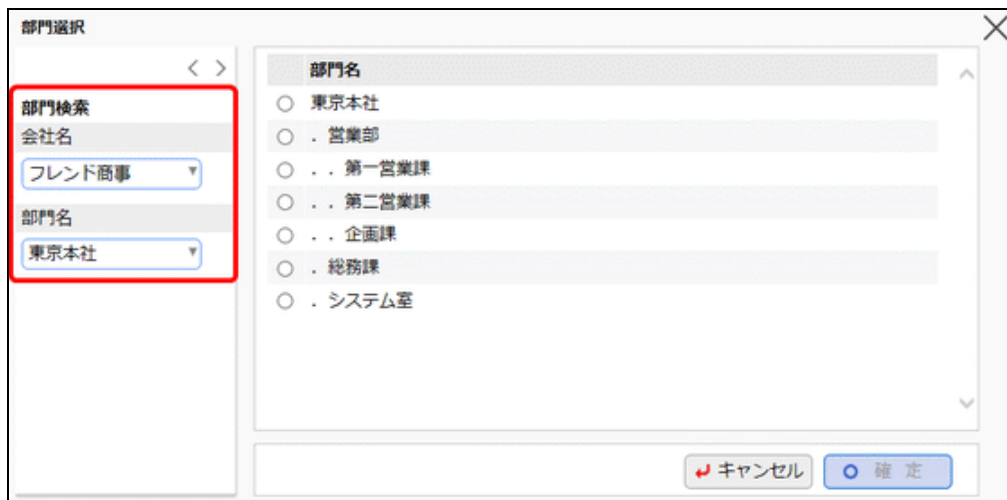 部門選択
部門検索
会社名
フレンド商事
部門名
東京本社
部門名
東京本社
. 営業部
. . 第一営業課
. . 第二営業課
. . 企画課
. 総務課
. システム室
キャンセル
確 定